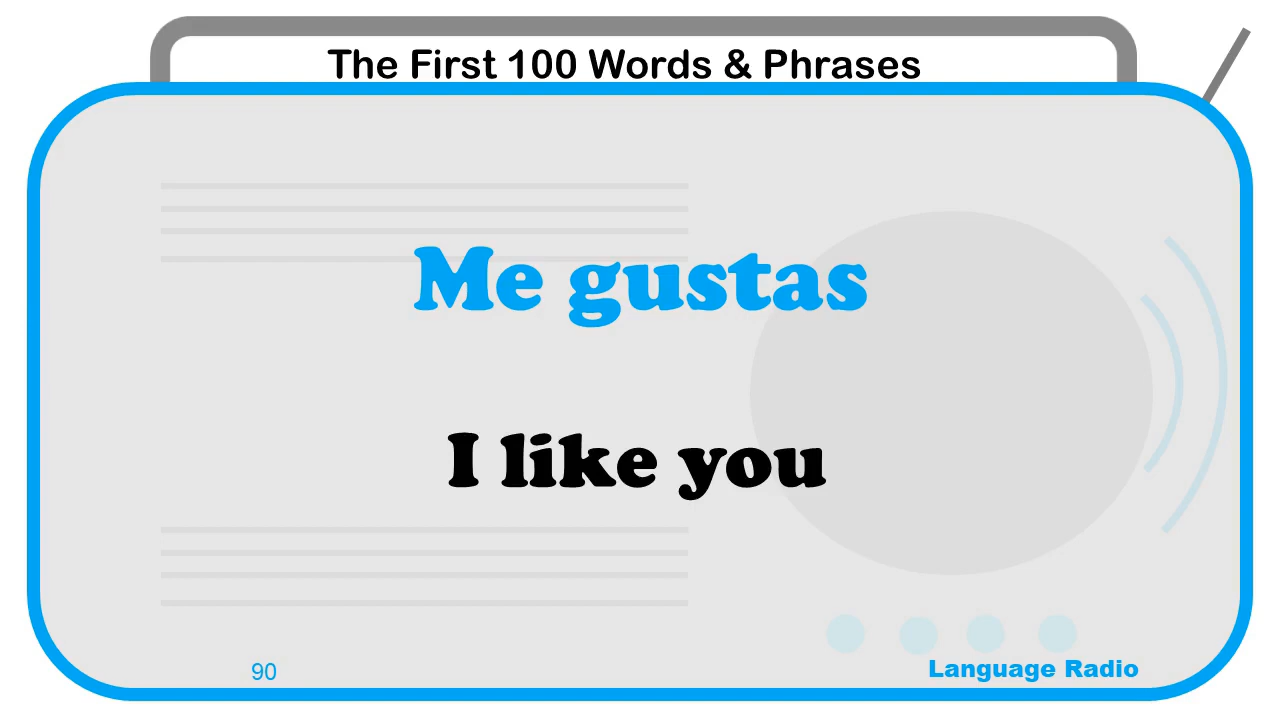 The First 100 Words & Phrases
Me gustas
I like you
90
Language Radio